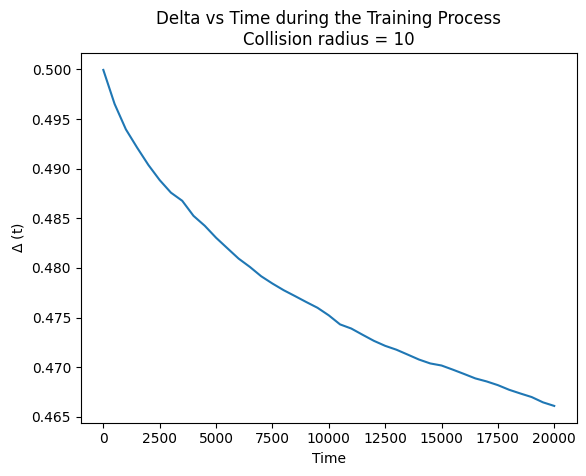 Delta vs Time during the Training Process
Collision radius = 10
0.500
0.495
0.490
0.485
0.480
0.475
0.470
0.465
Δ (t)
0 2500 5000 7500 10000 12500 15000 17500 20000
Time